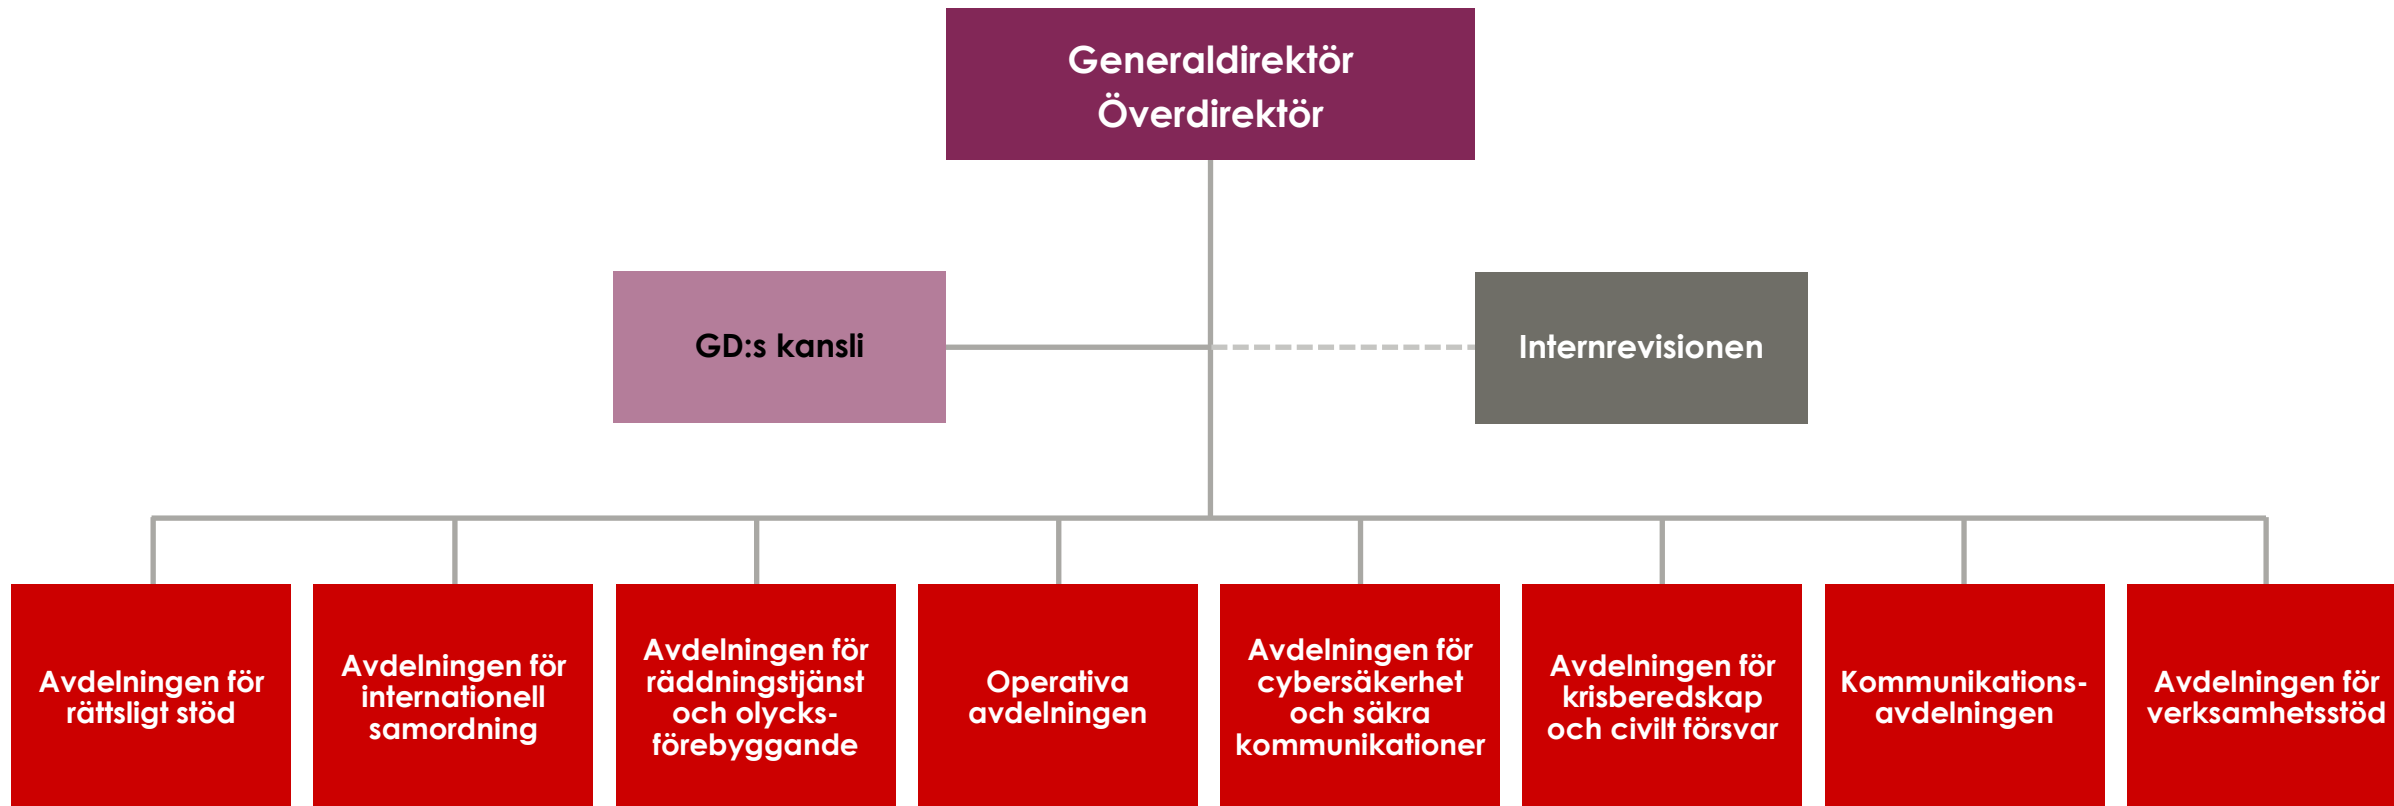 Generaldirektör
Överdirektör
GD:s kansli
Internrevisionen
Avdelningen för
rättsligt stöd
Avdelningen för
internationell
samordning
Avdelningen för
räddningstjänst
och olycks-
förebyggande
Operativa
avdelningen
Avdelningen för
cybersäkerhet
och säkra
kommunikationer
Avdelningen för
krisberedskap
och civilt försvar
Kommunikations-
avdelningen
Avdelningen för
verksamhetsstöd